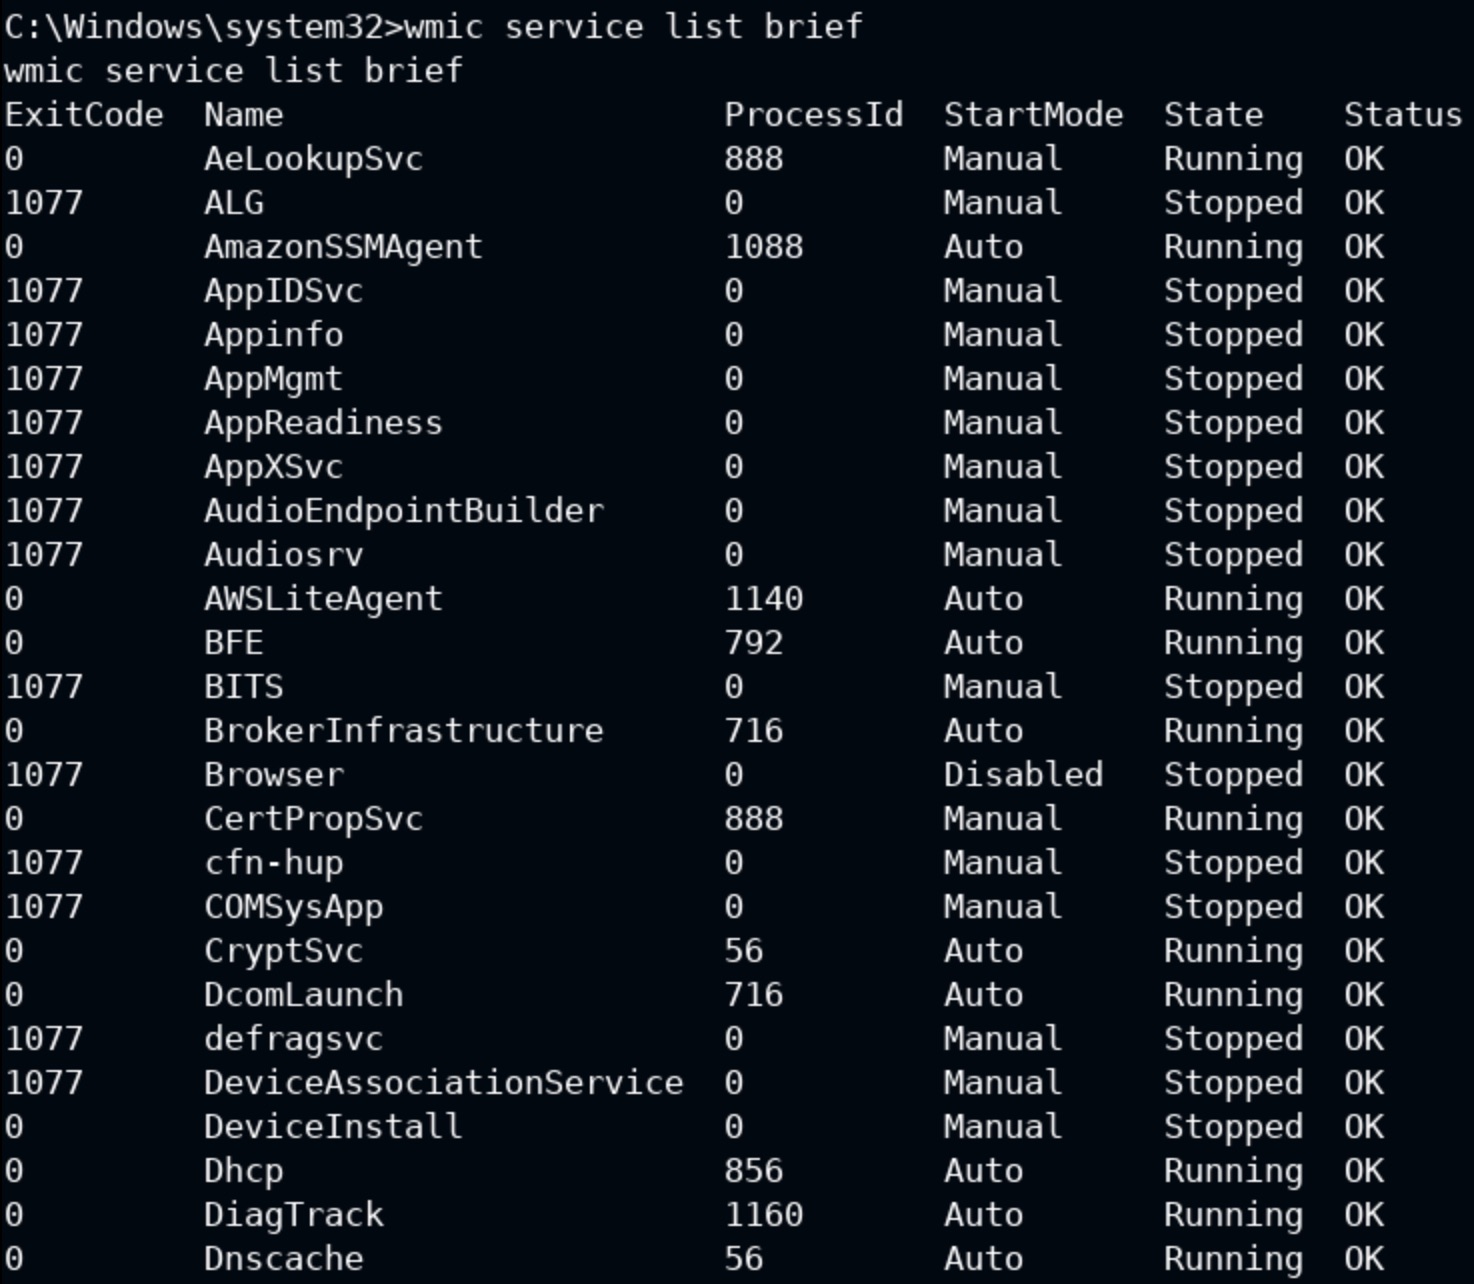 C:\Windows\system32>wmic service list brief
wmic service list brief
ExitCode  Name                      ProcessId  StartMode  State    Status
0         AeLookupSvc               888        Manual     Running  OK
1077      ALG                       0          Manual     Stopped  OK
0         AmazonSSMAgent            1088       Auto       Running  OK
1077      AppIDSvc                  0          Manual     Stopped  OK
1077      Appinfo                   0          Manual     Stopped  OK
1077      AppMgmt                   0          Manual     Stopped  OK
1077      AppReadiness              0          Manual     Stopped  OK
1077      AppXSvc                   0          Manual     Stopped  OK
1077      AudioEndpointBuilder      0          Manual     Stopped  OK
1077      Audiosrv                  0          Manual     Stopped  OK
0         AWSLiteAgent              1140       Auto       Running  OK
0         BFE                       792        Auto       Running  OK
1077      BITS                      0          Manual     Stopped  OK
0         BrokerInfrastructure      716        Auto       Running  OK
1077      Browser                   0          Disabled   Stopped  OK
0         CertPropSvc               888        Manual     Running  OK
1077      cfn-hup                   0          Manual     Stopped  OK
1077      COMSysApp                 0          Manual     Stopped  OK
0         CryptSvc                  56         Auto       Running  OK
0         DcomLaunch                716        Auto       Running  OK
1077      defragsvc                 0          Manual     Stopped  OK
1077      DeviceAssociationService  0          Manual     Stopped  OK
0         DeviceInstall             0          Manual     Stopped  OK
0         Dhcp                      856        Auto       Running  OK
0         DiagTrack                 1160       Auto       Running  OK
0         Dnscache                  56         Auto       Running  OK